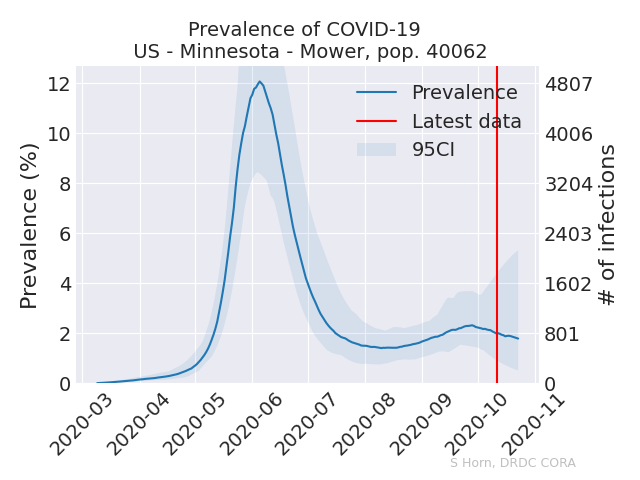 Prevalence of COVID-19
US - Minnesota - Mower, pop. 40062
Prevalence
Latest data
95CI
Prevalence (%)
12
10
8
6
4
2
0
4807
4006
3204
2403
1602
801
0
# of infections
2020-03
2020-04
2020-05
2020-06
2020-07
2020-08
2020-09
2020-10
2020-11
S Horn, DRDC CORA